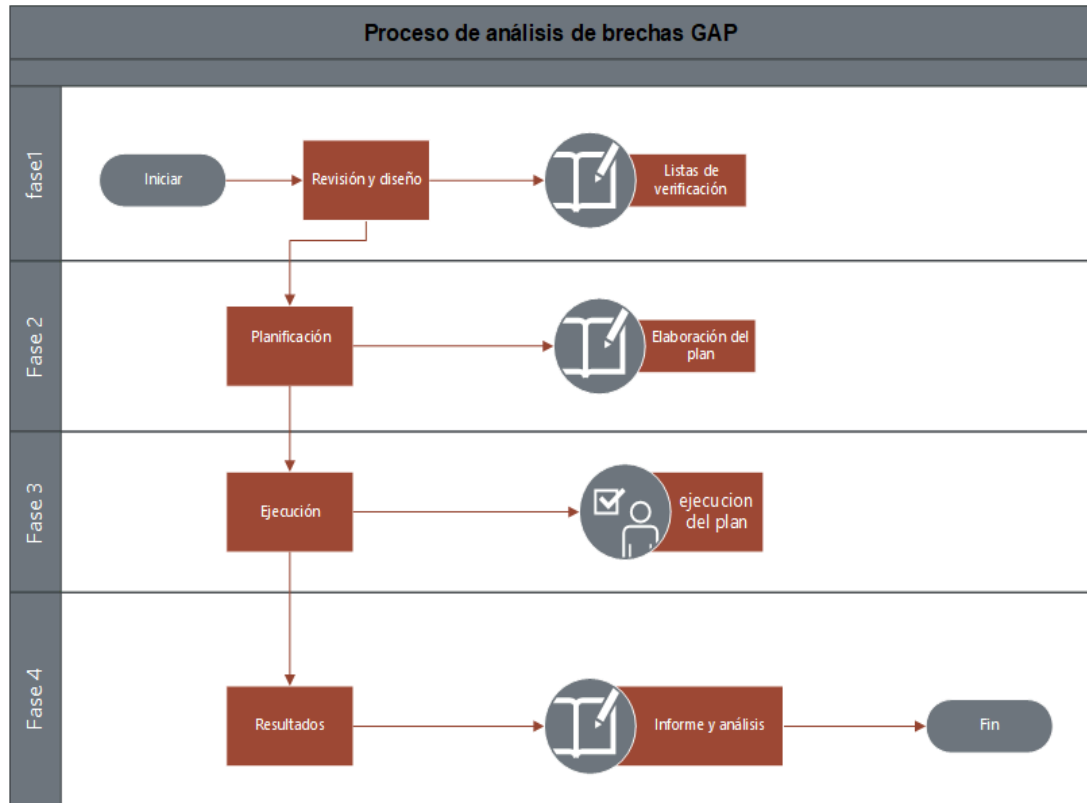 Proceso de análisis de brechas GAP
fase1
Iniciar
Revisión y diseño
Listas de
verificación
Fase 2
Planificación
Elaboración del
plan
Fase 3
Ejecución
ejecucion
del plan
Fase 4
Resultados
Informe y análisis
Fin